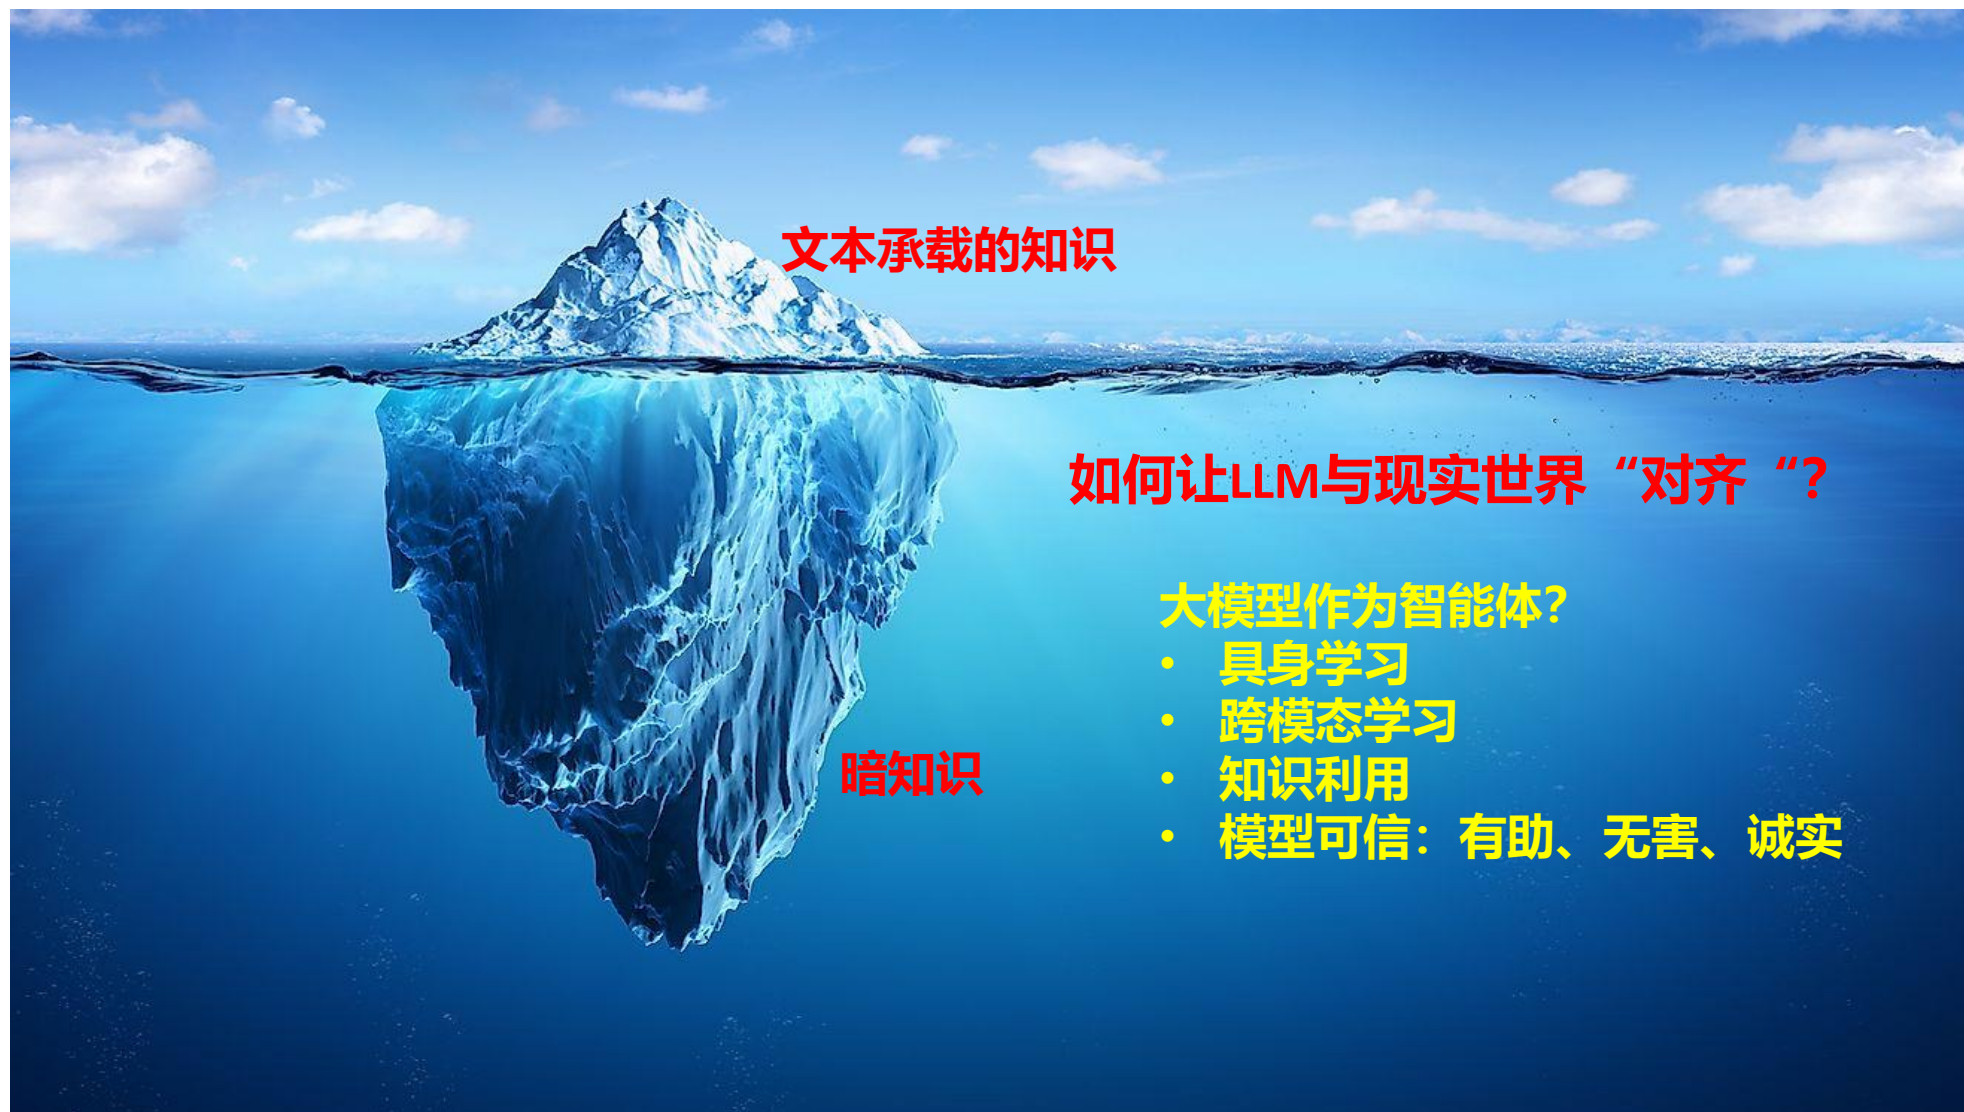 文本承载的知识
如何让LLM与现实世界“对齐“?
大模型作为智能体?
• 具身学习
• 跨模态学习
暗知识
• 知识利用
• 模型可信：有助、无害、诚实